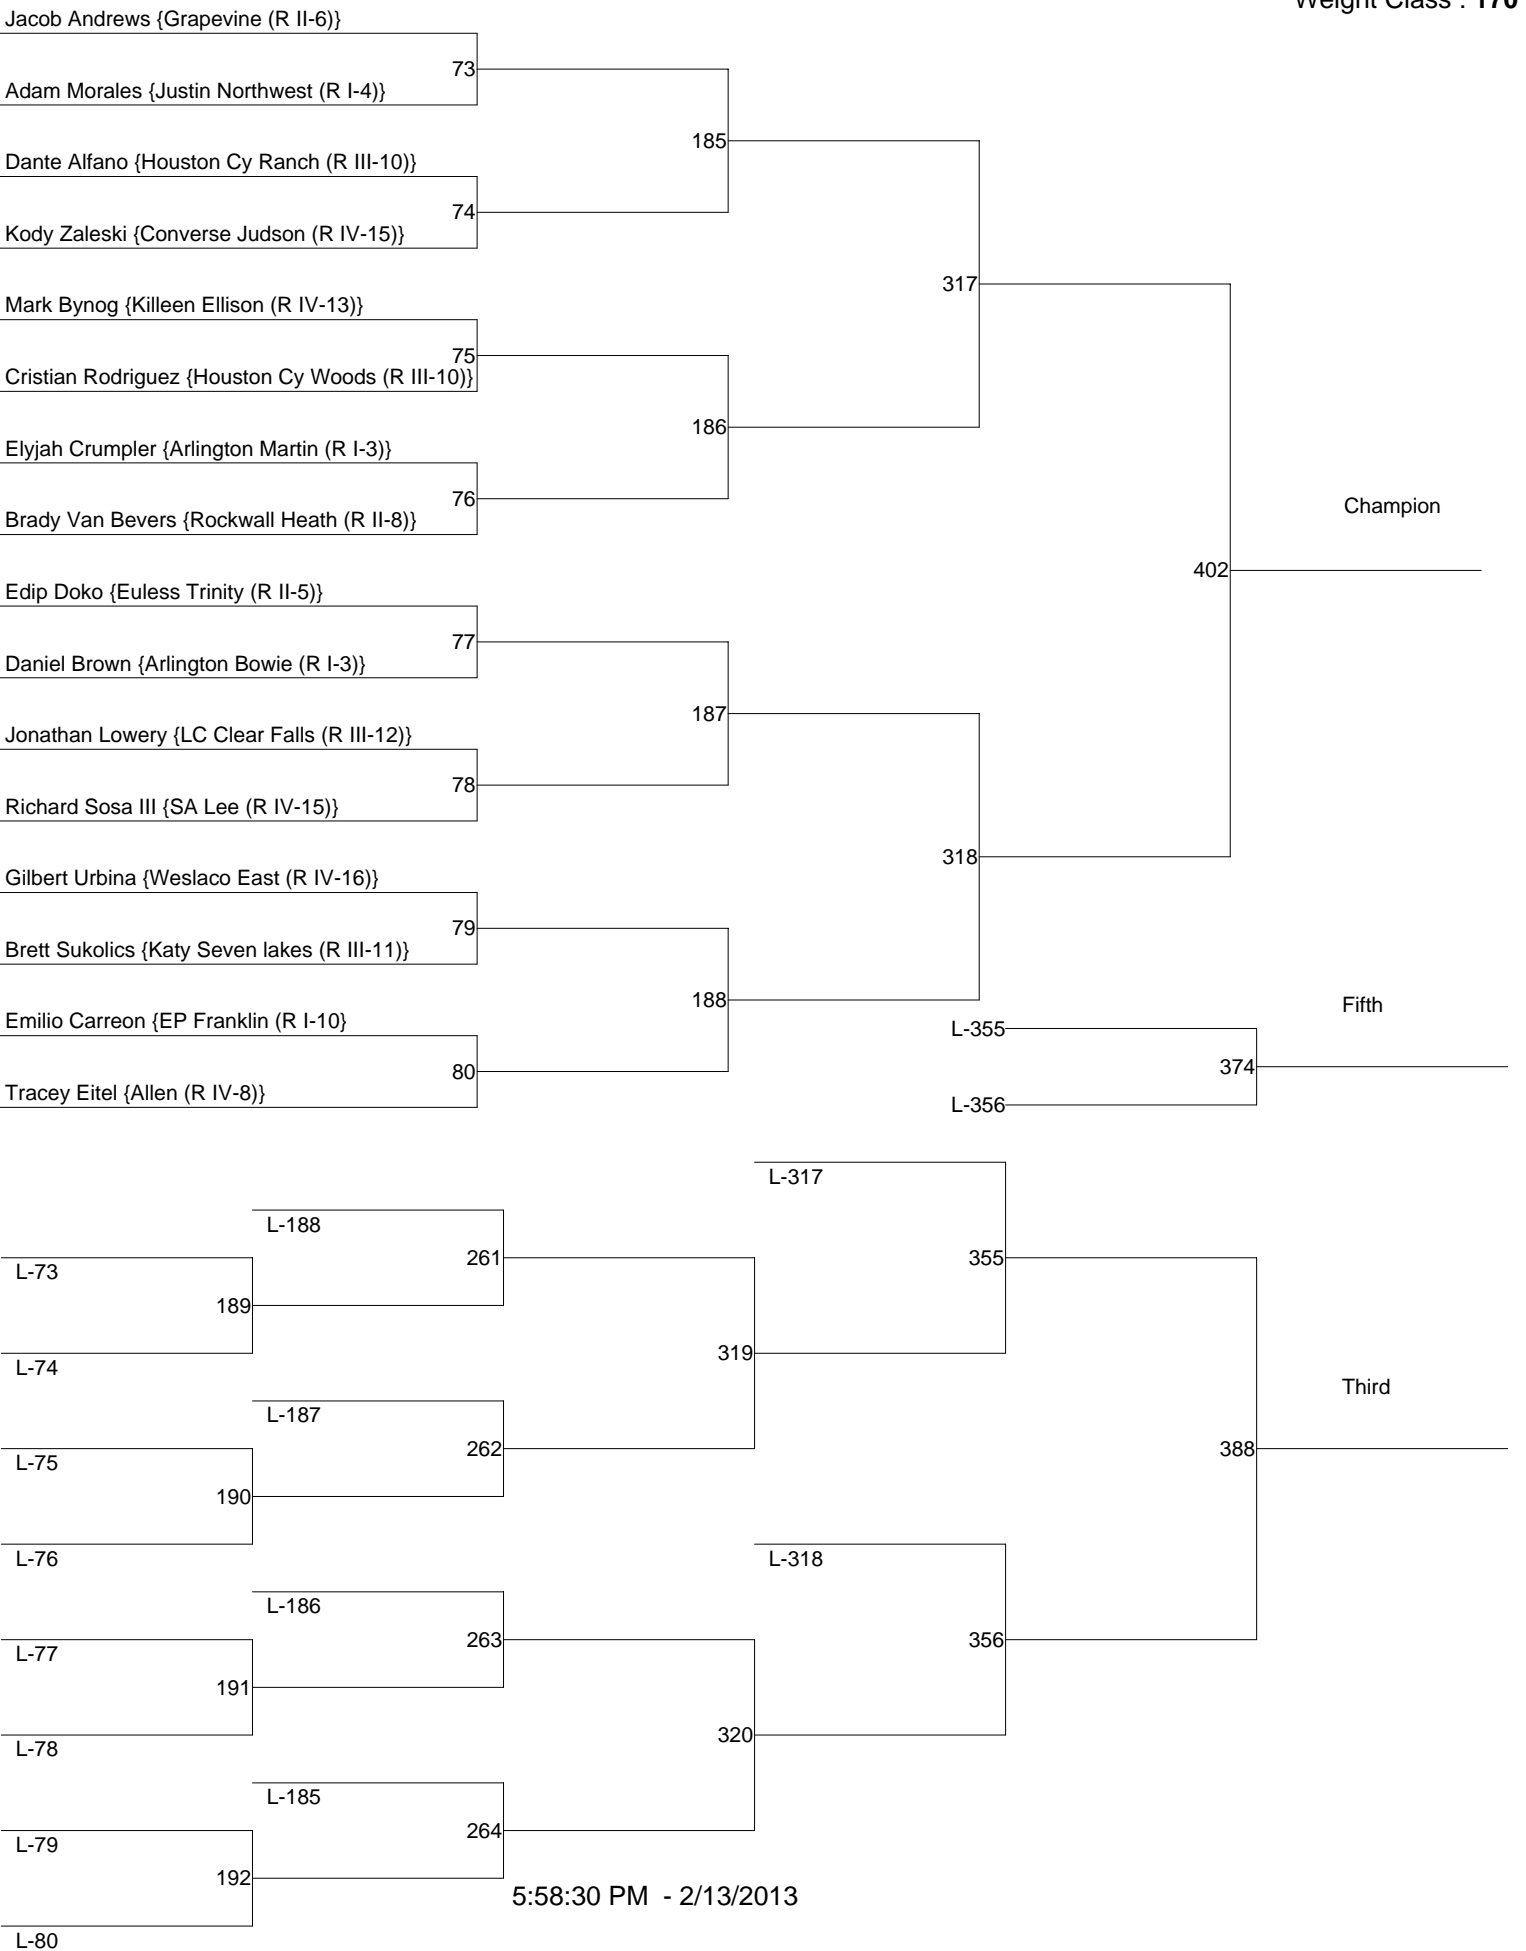 Weight Class : 170
Jacob Andrews {Grapevine (R II-6)}
73
Adam Morales {Justin Northwest (R I-4)}
185
Dante Alfano {Houston Cy Ranch (R III-10)}
74
Kody Zaleski {Converse Judson (R IV-15)}
317
Mark Bynog {Killeen Ellison (R IV-13)}
75
Cristian Rodriguez {Houston Cy Woods (R III-10)}
186
Elyjah Crumpler {Arlington Martin (R I-3)}
76
Champion
Brady Van Bevers {Rockwall Heath (R II-8)}
402
Edip Doko {Euless Trinity (R II-5)}
77
Daniel Brown {Arlington Bowie (R I-3)}
187
Jonathan Lowery {LC Clear Falls (R III-12)}
78
Richard Sosa III {SA Lee (R IV-15)}
318
Gilbert Urbina {Weslaco East (R IV-16)}
79
Brett Sukolics {Katy Seven lakes (R III-11)}
188
Fifth
Emilio Carreon {EP Franklin (R I-10}
L-355
374
80
Tracey Eitel {Allen (R IV-8)}
L-356
L-317
L-188
261
355
L-73
189
319
L-74
Third
L-187
262
388
L-75
190
L-76
L-318
L-186
263
356
L-77
191
320
L-78
L-185
264
L-79
192
5:58:30 PM - 2/13/2013
L-80